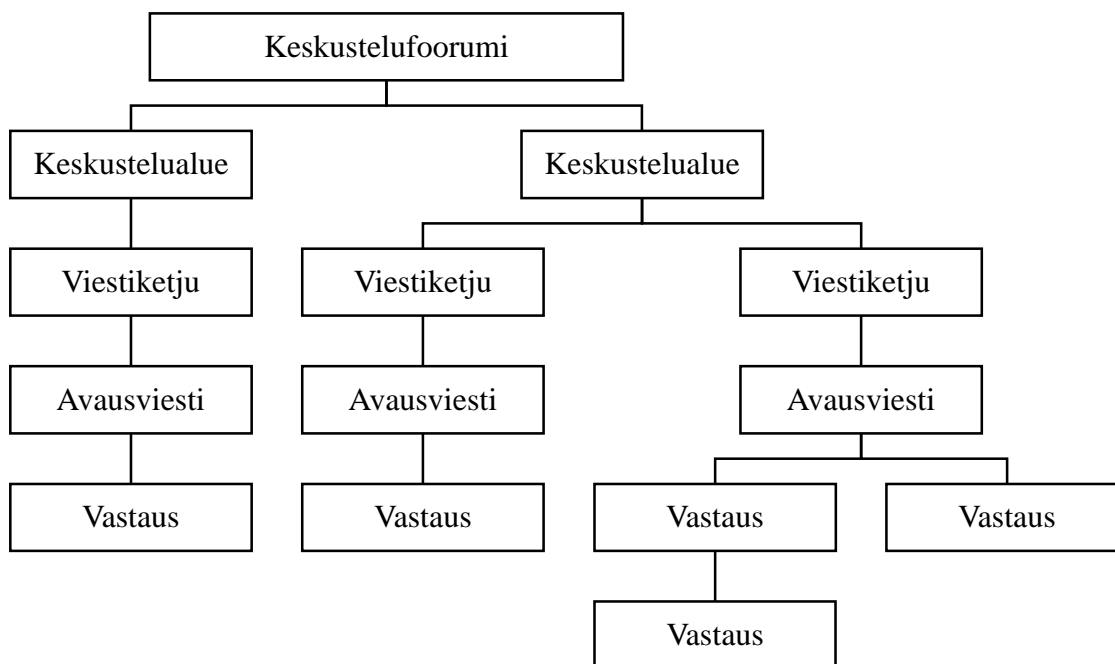 Keskustelufoorumi
Keskustelualue
Keskustelualue
Viestiketju
Viestiketju
Viestiketju
Avausviesti
Avausviesti
Avausviesti
Vastaus
Vastaus
Vastaus
Vastaus
Vastaus